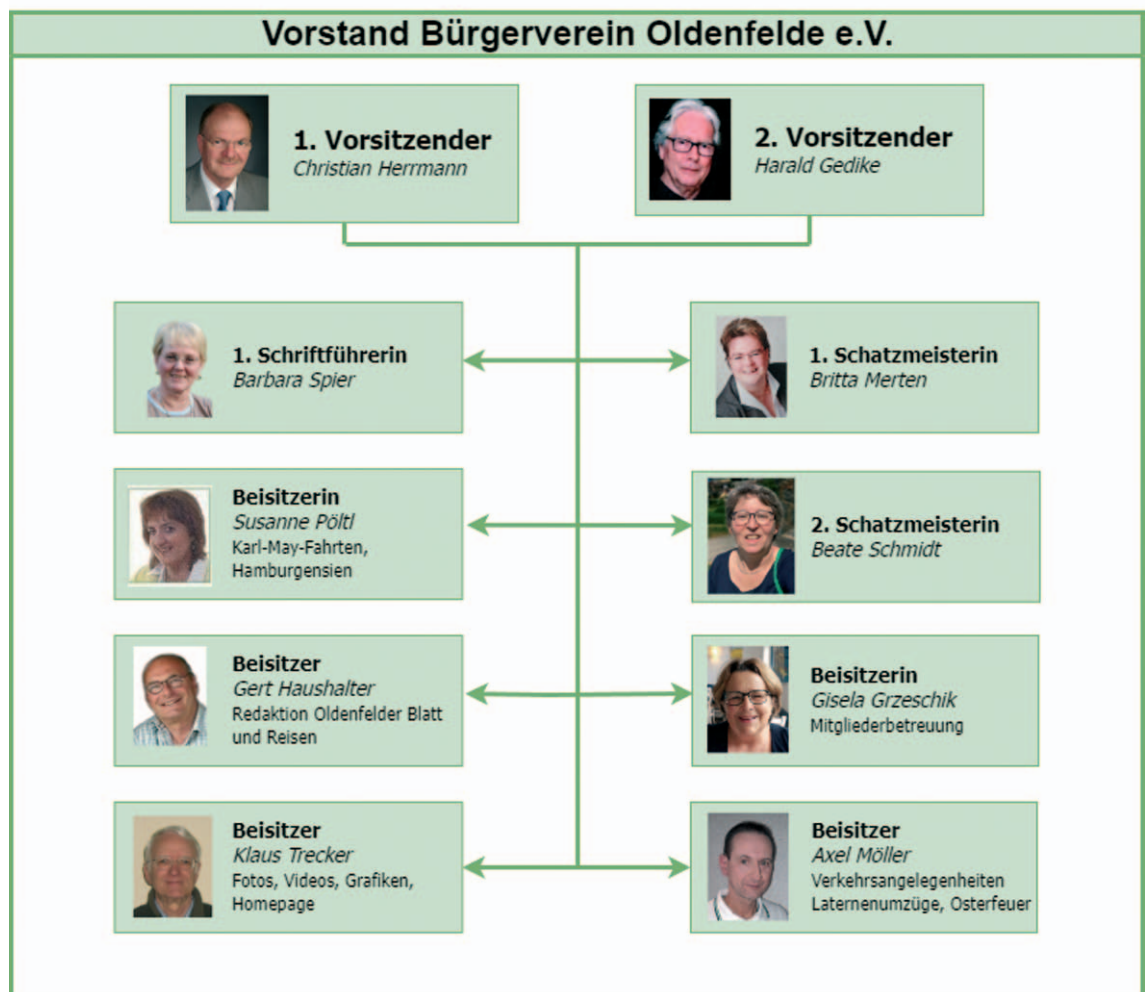 Vorstand Bürgerverein Oldenfelde e.V.
1. Vorsitzender
Christian Herrmann
2. Vorsitzender
Harald Gedike
1. Schriftführerin
Barbara Spier
1. Schatzmeisterin
Britta Merten
Beisitzerin
Susanne Pöltl
Karl-May-Fahrten,
Hamburgensien
2. Schatzmeisterin
Beate Schmidt
Beisitzer
Gert Haushalter
Redaktion Oldenfelder Blatt
und Reisen
Beisitzerin
Gisela Grzeschik
Mitgliederbetreuung
Beisitzer
Klaus Trecker
Fotos, Videos, Grafiken,
Homepage
Beisitzer
Axel Möller
Verkehrsangelegenheiten
Laternenumzüge, Osterfeuer